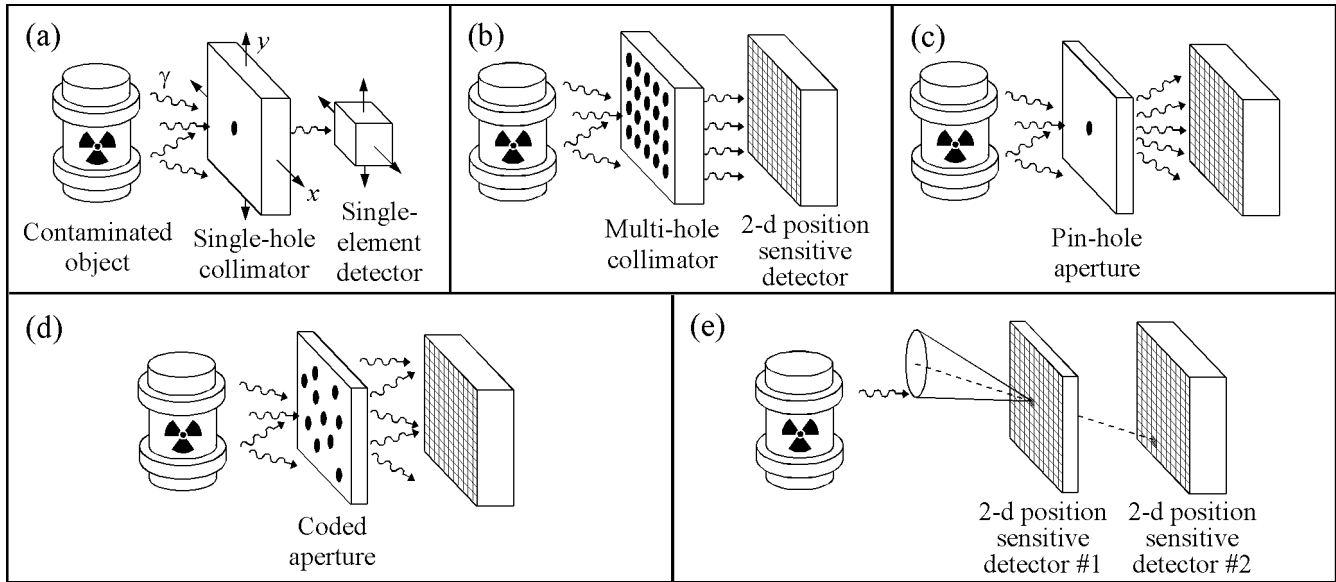 (a)
y
γ
x
Contaminated
object
Single-hole
collimator
Single-
element
detector
(b)
Multi-hole
collimator
2-d position
sensitive
detector
(c)
Pin-hole
aperture
(d)
Coded
aperture
(e)
2-d position
sensitive
detector #1
2-d position
sensitive
detector #2